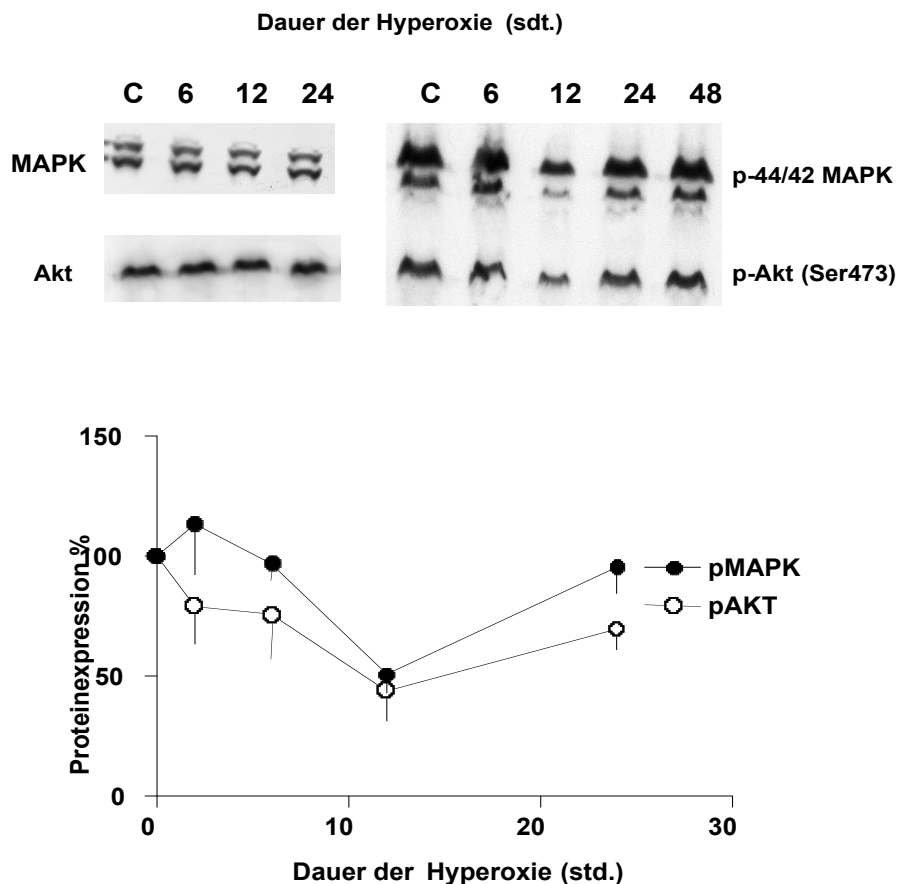 Dauer der Hyperoxie (sdt.)
C 6 12 24
C 6 12 24 48
MAPK
p-44/42 MAPK
Akt
p-Akt (Ser473)
Proteinexpression %
150
100
50
0
pMAPK
pAKT
0 10 20 30
Dauer der Hyperoxie (std.)